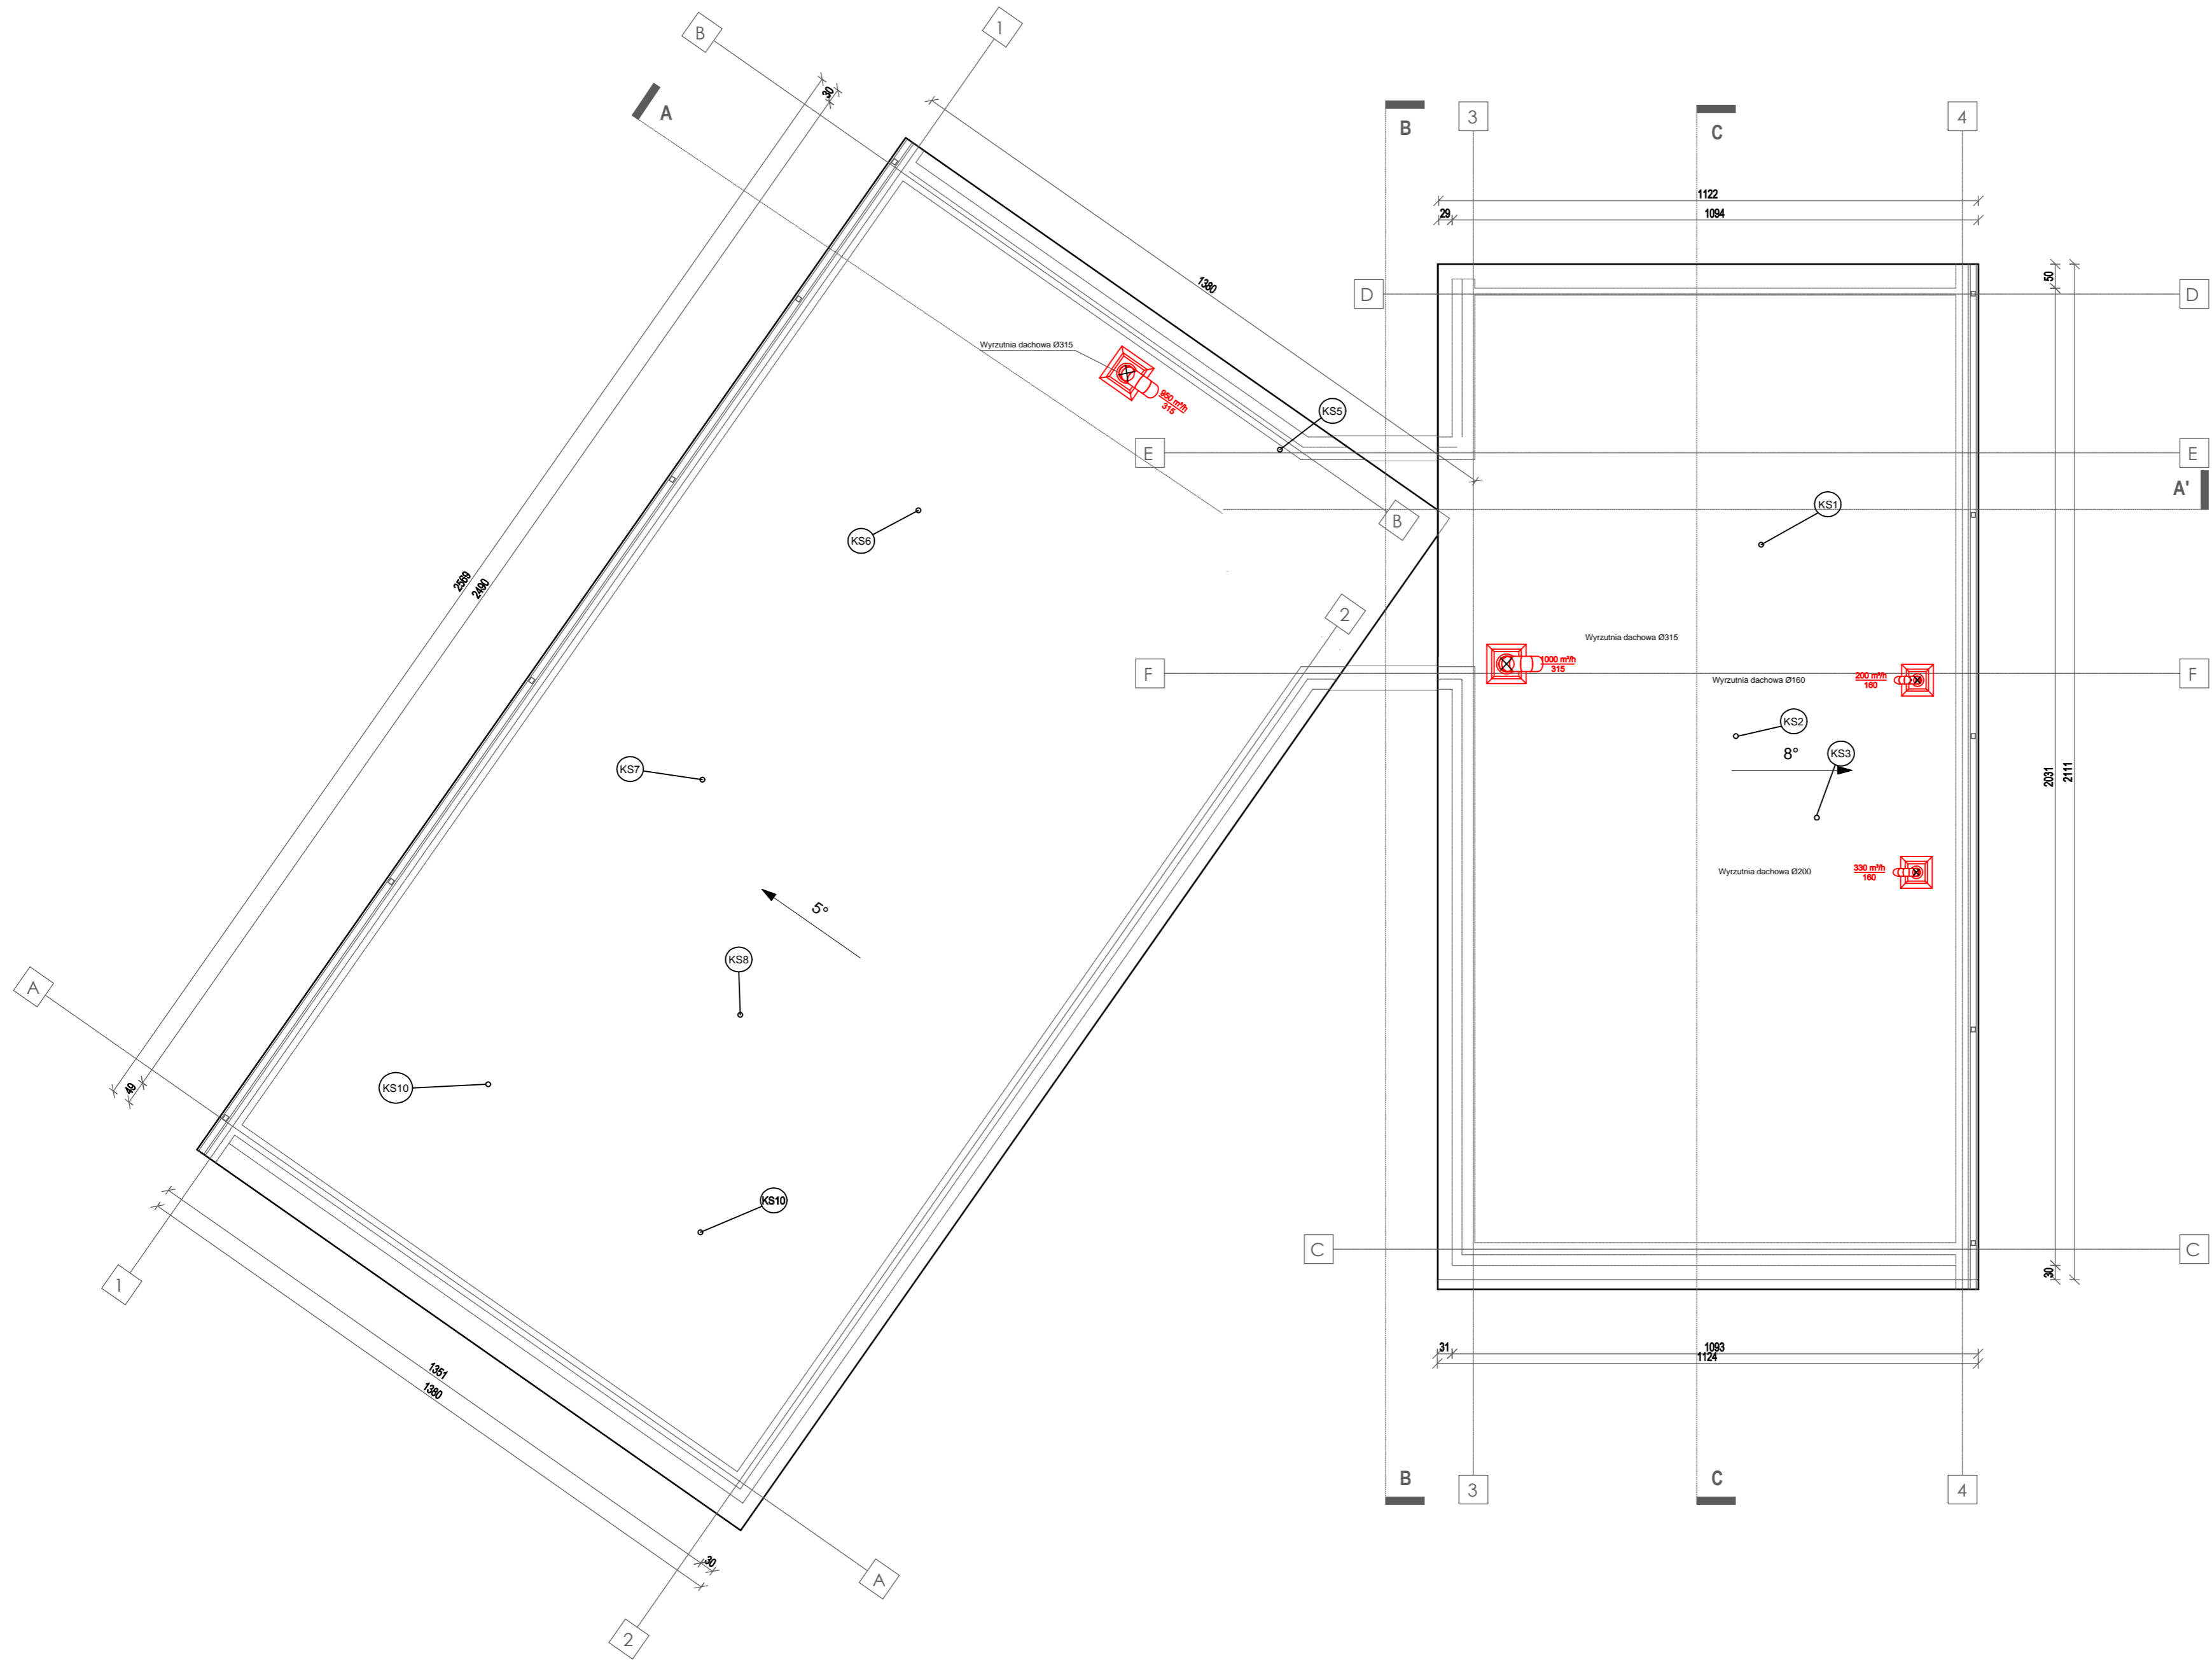 B
1
A
30
B
3
C
4
1122
29
1094
1380
50
D
D
Wyrzutnia dachowa Ø315
950 m³/h
315
KS5
E
E
A'
KS1
KS6
B
2569
2490
2
Wyrzutnia dachowa Ø315
1000 m³/h
315
F
F
Wyrzutnia dachowa Ø160
200 m³/h
160
KS2
8°
KS3
KS7
2031
2111
Wyrzutnia dachowa Ø200
330 m³/h
160
5°
KS8
A
49
KS10
KS10
1
C
C
30
31
1093
1124
1351
1380
B
3
C
4
30
A
2